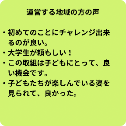 運営する地域の方の声
・初めてのことにチャレンジ出来
るのが良い。
・大学生が頼もしい！
・この取組は子どもにとって、良
い機会です。
・子どもたちが楽しんでいる姿を
見られて、良かった。